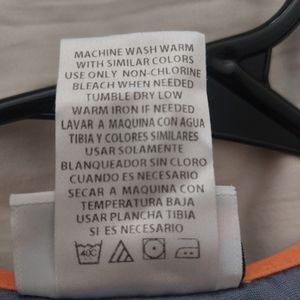 MACHINE WASH WARM
WITH SIMILAR COLORS
USE ONLY NON-CHLORINE
BLEACH WHEN NEEDED
TUMBLE DRY LOW
WARM IRON IF NEEDED
LAVAR A MAQUINA CON AGUA
TIBIA Y COLORES SIMILARES
USAR SOLAMENTE
BLANQUEADOR SIN CLORO
CUANDO ES NECESARIO
SECAR A MAQUINA CON
TEMPERATURA BAJA
USAR PLANCHA TIBIA
SI ES NECESARIO
40C